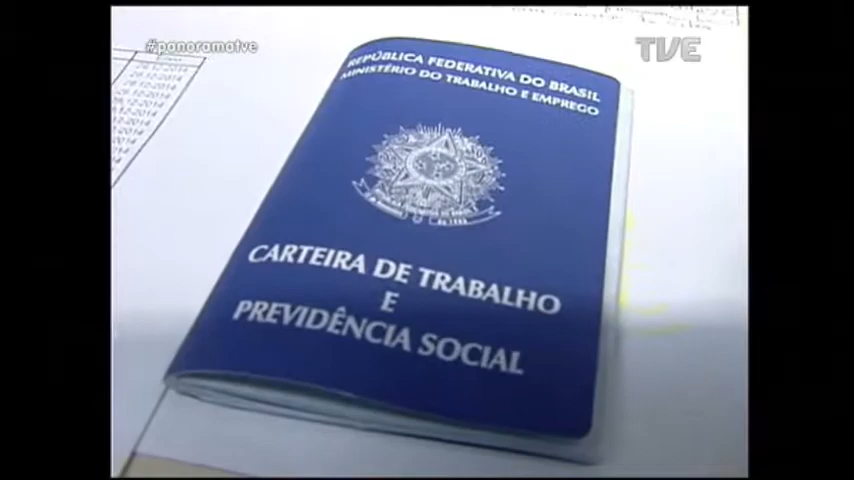 #panoramatve
TVE
REPÚBLICA FEDERATIVA DO BRASIL
MINISTÉRIO DO TRABALHO E EMPREGO
CARTEIRA DE TRABALHO
E
PREVIDÊNCIA SOCIAL